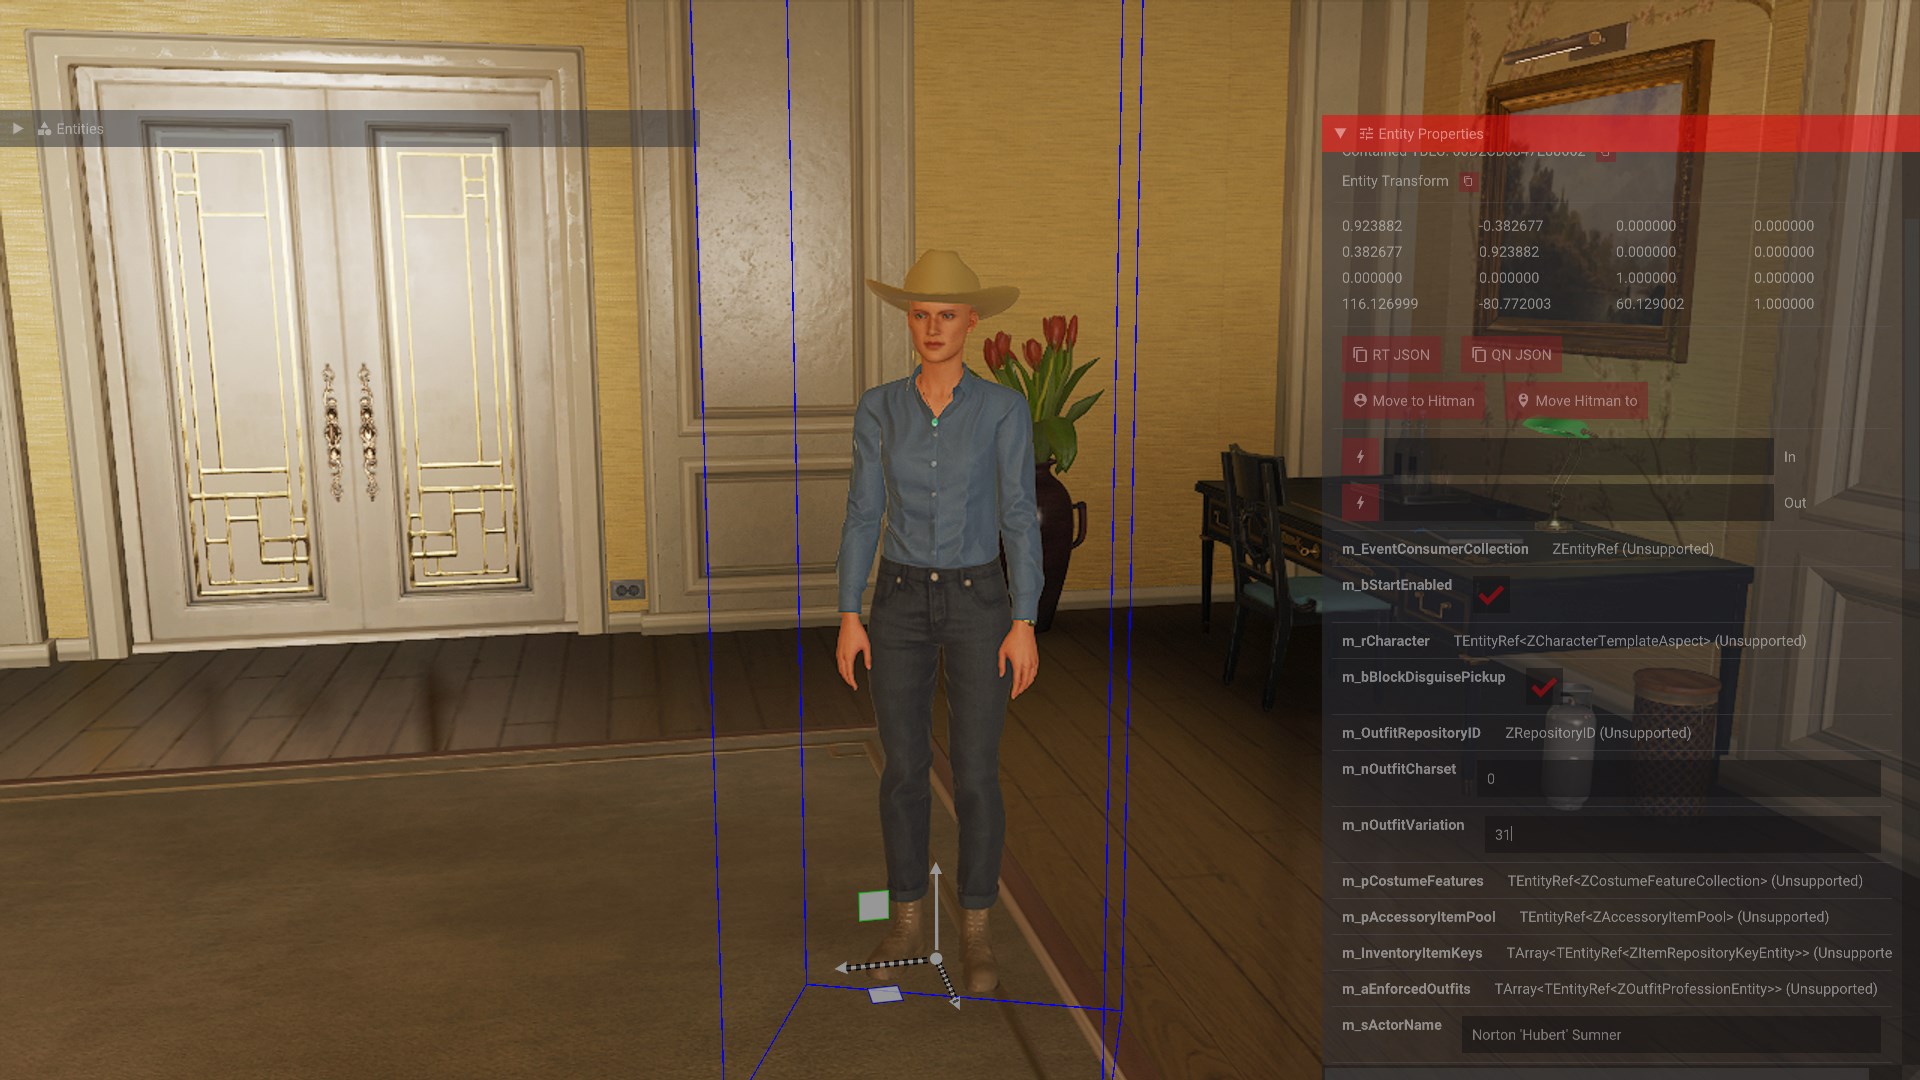 Entities
Entity Properties
Contained TBLU: 00D2CB0847E88002
Entity Transform
0.923882 -0.382677 0.000000 0.000000
0.382677 0.923882 0.000000 0.000000
0.000000 0.000000 1.000000 0.000000
116.126999 -80.772003 60.129002 1.000000
RT JSON QN JSON
Move to Hitman Move Hitman to
In
Out
m_EventConsumerCollection ZEntityRef (Unsupported)
m_bStartEnabled
m_rCharacter TEntityRef<ZCharacterTemplateAspect> (Unsupported)
m_bBlockDisguisePickup
m_OutfitRepositoryID ZRepositoryID (Unsupported)
m_nOutfitCharset 0
m_nOutfitVariation 31
m_pCostumeFeatures TEntityRef<ZCostumeFeatureCollection> (Unsupported)
m_pAccessoryItemPool TEntityRef<ZAccessoryItemPool> (Unsupported)
m_InventoryItemKeys TArray<TEntityRef<ZItemRepositoryKeyEntity>> (Unsupporte
m_aEnforcedOutfits TArray<TEntityRef<ZOutfitProfessionEntity>> (Unsupported)
m_sActorName Norton 'Hubert' Sumner